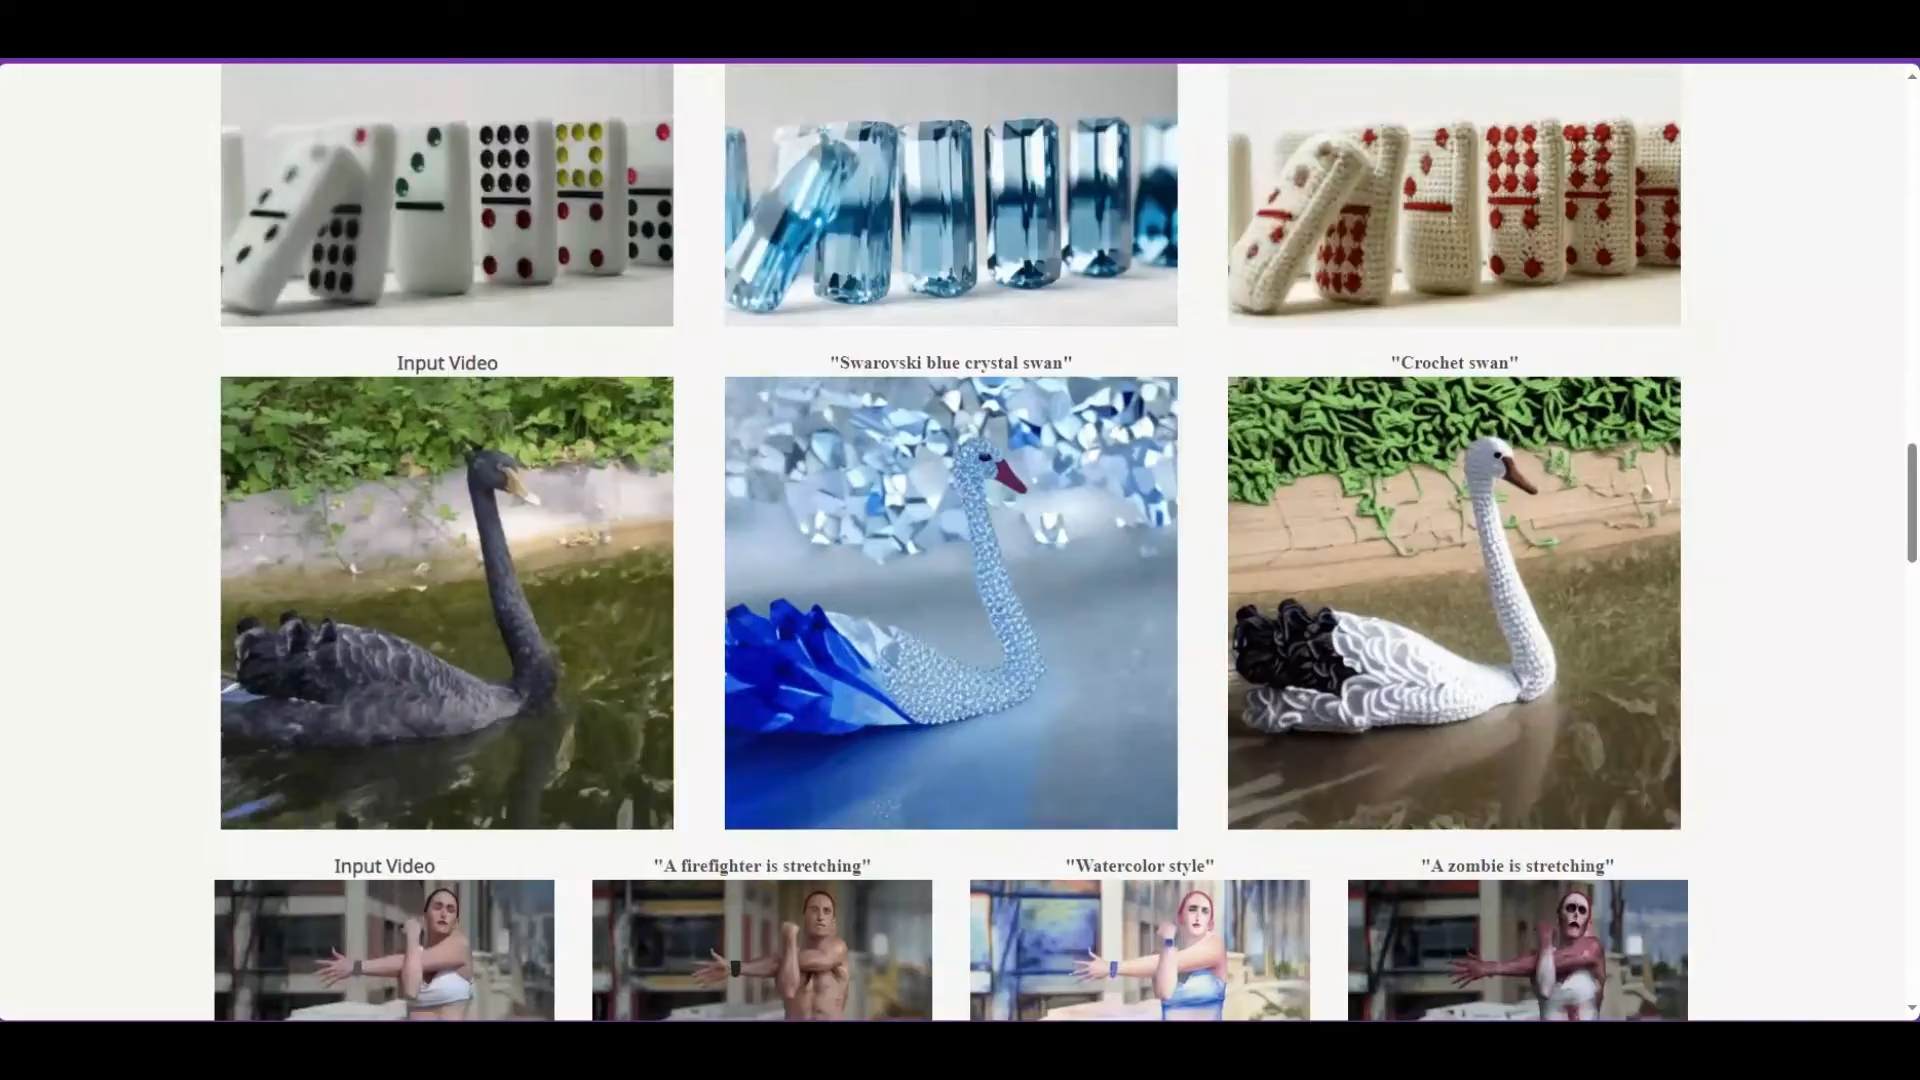 Input Video
"Swarovski blue crystal swan"
"Crochet swan"
Input Video
"A firefighter is stretching"
"Watercolor style"
"A zombie is stretching"